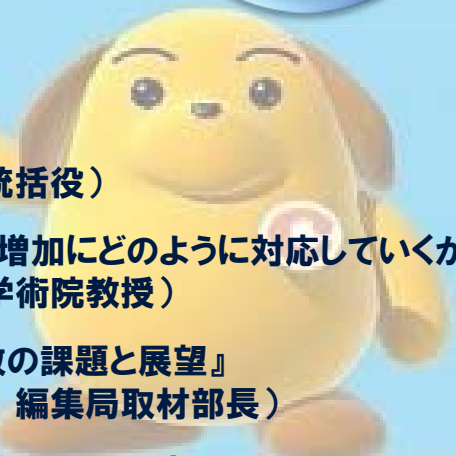 統括役）
増加にどのように対応していくか
学術院教授）
の課題と展望』
編集局取材部長）